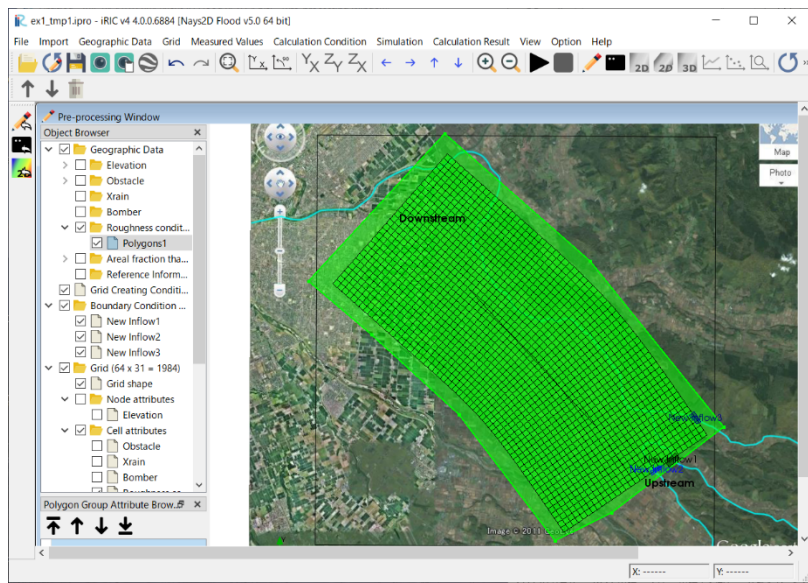 ex1_tmp1.ipro - iRIC v4 4.0.0.6884 [Nays2D Flood v5.0 64 bit]
File Import Geographic Data Grid Measured Values Calculation Condition Simulation Calculation Result View Option Help
Pre-processing Window
Object Browser
Geographic Data
Elevation
Obstacle
Xrain
Bomber
Roughness condit...
Polygons1
Areal fraction tha...
Reference Inform...
Grid Creating Conditi...
Boundary Condition ...
New Inflow1
New Inflow2
New Inflow3
Grid (64 x 31 = 1984)
Grid shape
Node attributes
Elevation
Cell attributes
Obstacle
Xrain
Bomber
Polygon Group Attribute Brow...
Map
Photo
Downstream
New Inflow3
New Inflow1
New Inflow2
Upstream
Image © 2011
X: ------
Y: ------